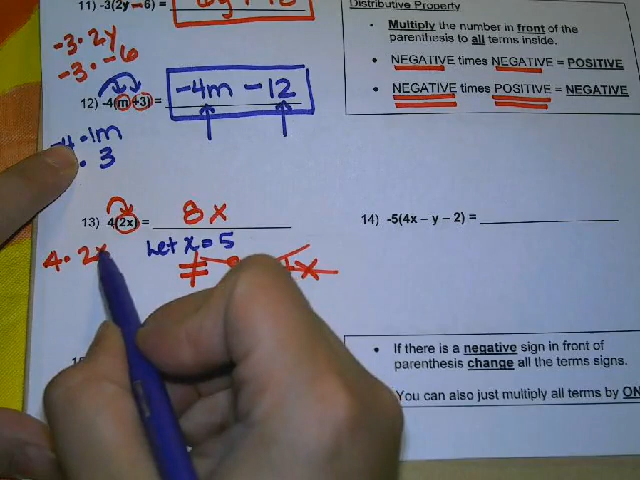 11) -3(2y - 6) =
-3 · 2y
-3 · -6
12) -4(m +3) = -4m -12
· 1m
· 3
13) 4(2x) = 8x
4 · 2x
Let x = 5
Distributive Property
Multiply the number in front of the
parenthesis to all terms inside.
NEGATIVE times NEGATIVE = POSITIVE
NEGATIVE times POSITIVE = NEGATIVE
14) -5(4x – y – 2) =
If there is a negative sign in front of
parenthesis change all the terms signs.
You can also just multiply all terms by